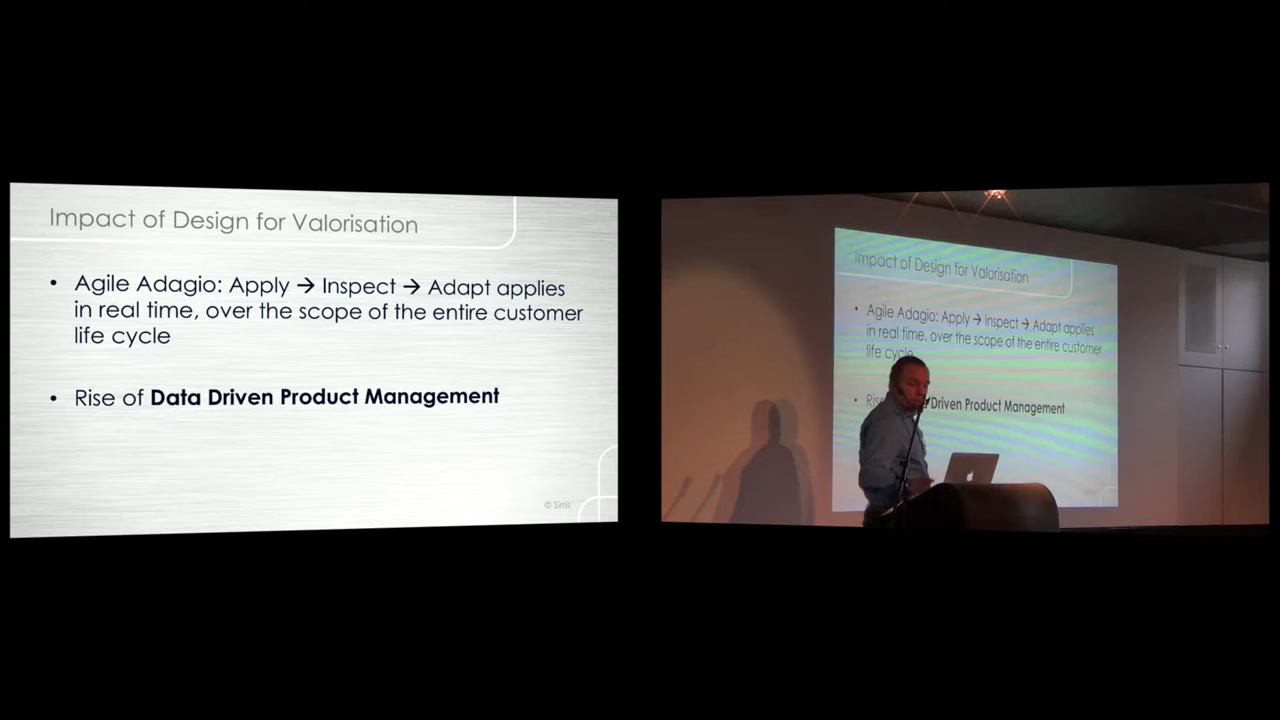 Impact of Design for Valorisation
• Agile Adagio: Apply → Inspect → Adapt applies
in real time, over the scope of the entire customer
life cycle
• Rise of Data Driven Product Management
© Sirris
Impact of Design for Valorisation
• Agile Adagio: Apply → Inspect → Adapt applies
in real time, over the scope of the entire customer
life cycle
• Driven Product Management